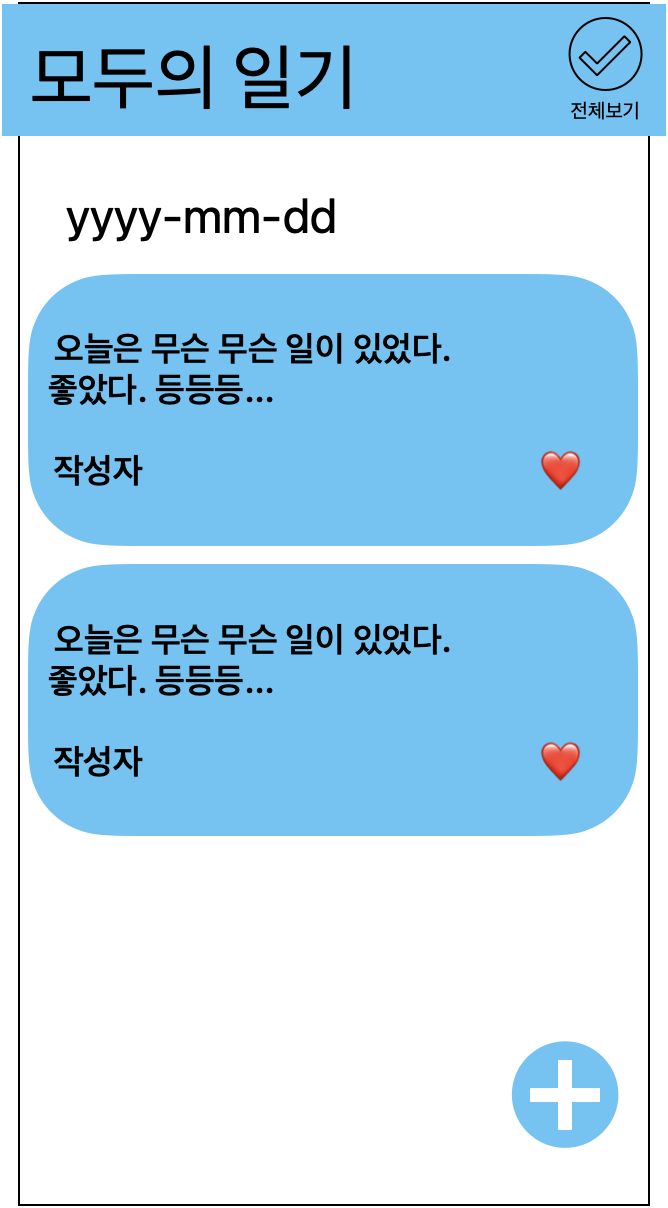 모두의 일기
전체보기
yyyy-mm-dd
오늘은 무슨 무슨 일이 있었다.
좋았다. 등등등...
작성자
오늘은 무슨 무슨 일이 있었다.
좋았다. 등등등...
작성자